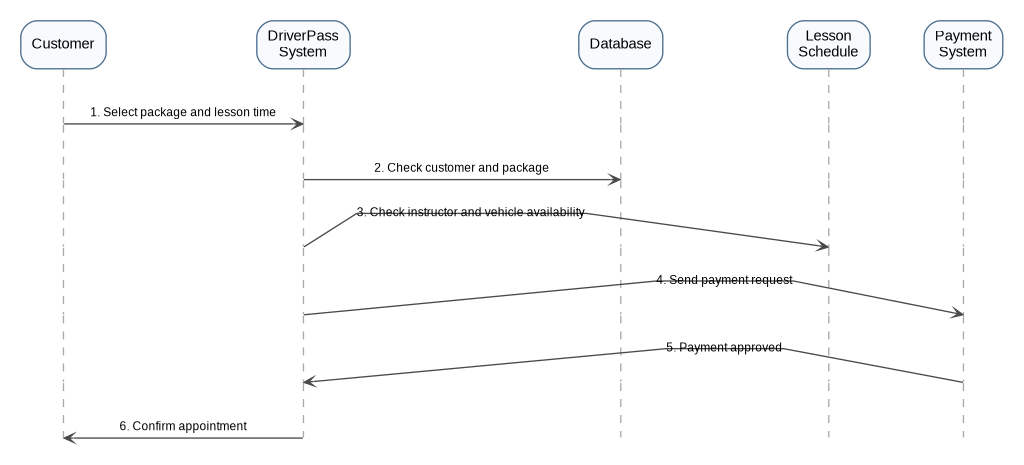 Customer
DriverPass
System
Database
Lesson
Schedule
Payment
System
1. Select package and lesson time
2. Check customer and package
3. Check instructor and vehicle availability
4. Send payment request
5. Payment approved
6. Confirm appointment